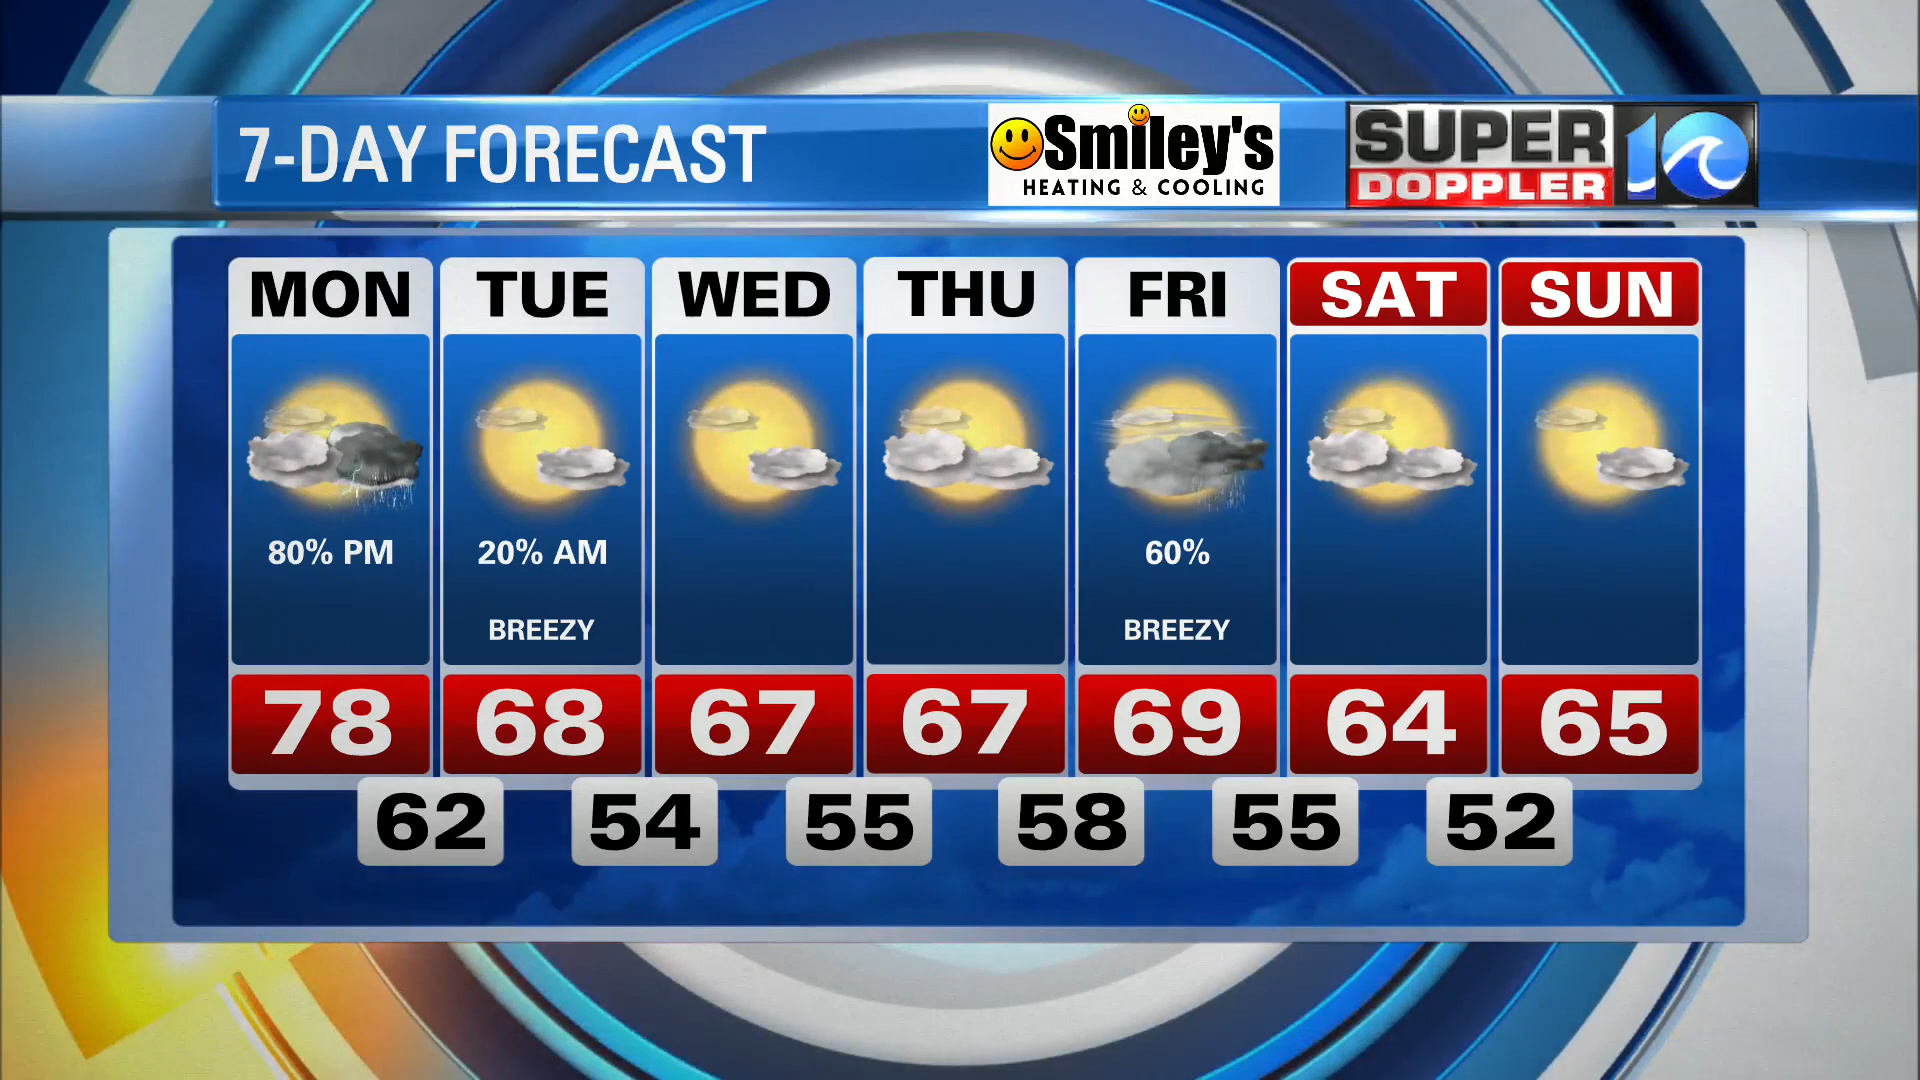 7-DAY FORECAST
Smiley's
HEATING & COOLING
SUPER
DOPPLER
10
MON TUE WED THU FRI SAT SUN
80% PM 20% AM 60%
BREEZY BREEZY
78 68 67 67 69 64 65
62 54 55 58 55 52